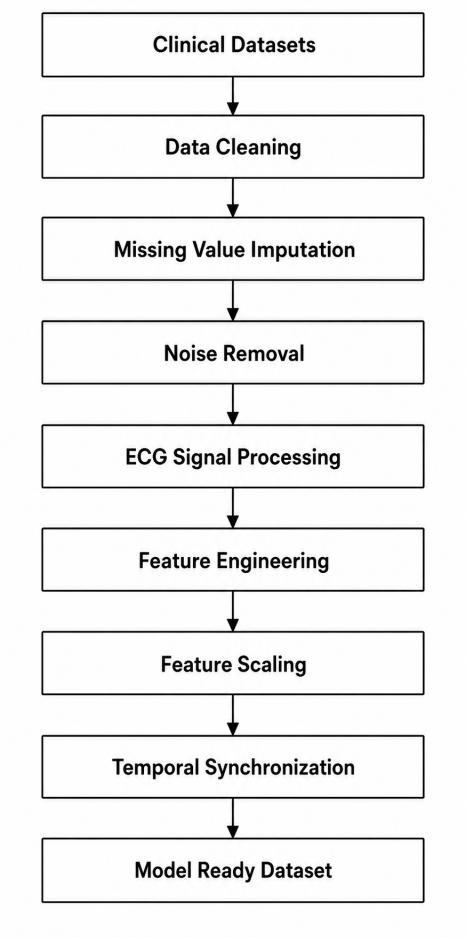 Clinical Datasets
Data Cleaning
Missing Value Imputation
Noise Removal
ECG Signal Processing
Feature Engineering
Feature Scaling
Temporal Synchronization
Model Ready Dataset